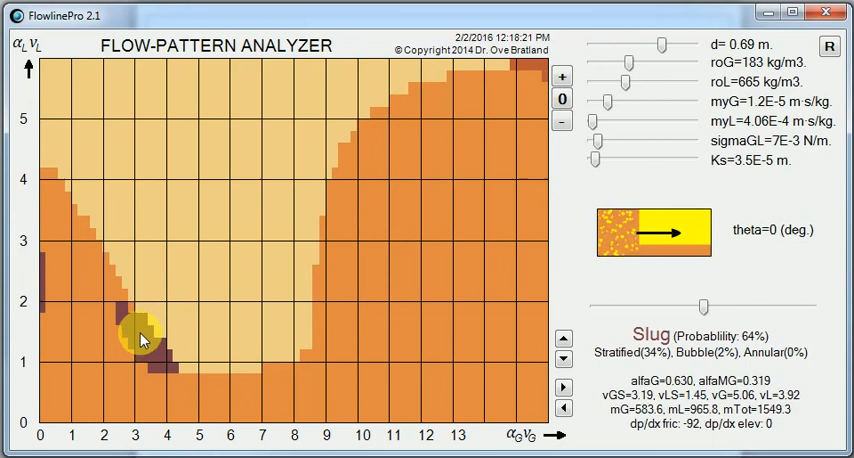 FlowlinePro 2.1
α_L v_L
FLOW-PATTERN ANALYZER
2/2/2016 12:18:21 PM
© Copyright 2014 Dr. Ove Bratland
d= 0.69 m.
R
roG=183 kg/m3.
roL=665 kg/m3.
myG=1.2E-5 m·s/kg.
myL=4.06E-4 m·s/kg.
sigmaGL=7E-3 N/m.
Ks=3.5E-5 m.
+
0
-
5
4
3
2
1
0
0 1 2 3 4 5 6 7 8 9 10 11 12 13
α_G v_G
theta=0 (deg.)
Slug (Probablility: 64%)
Stratified(34%), Bubble(2%), Annular(0%)
alfaG=0.630, alfaMG=0.319
vGS=3.19, vLS=1.45, vG=5.06, vL=3.92
mG=583.6, mL=965.8, mTot=1549.3
dp/dx fric: -92, dp/dx elev: 0